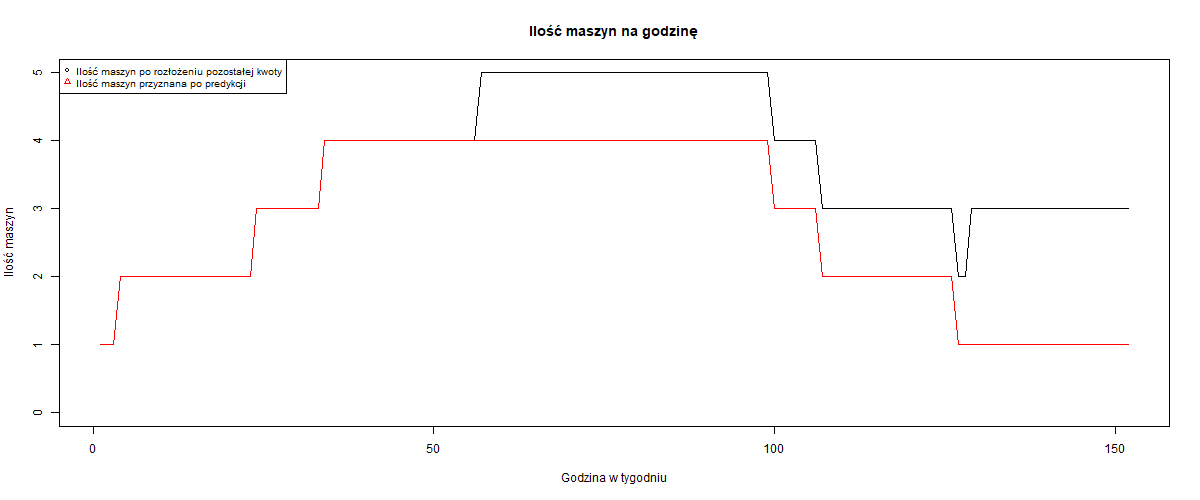 Ilość maszyn na godzinę
Ilość maszyn po rozłożeniu pozostałej kwoty
Ilość maszyn przyznana po predykcji
Ilość maszyn
5
4
3
2
1
0
0 50 100 150
Godzina w tygodniu